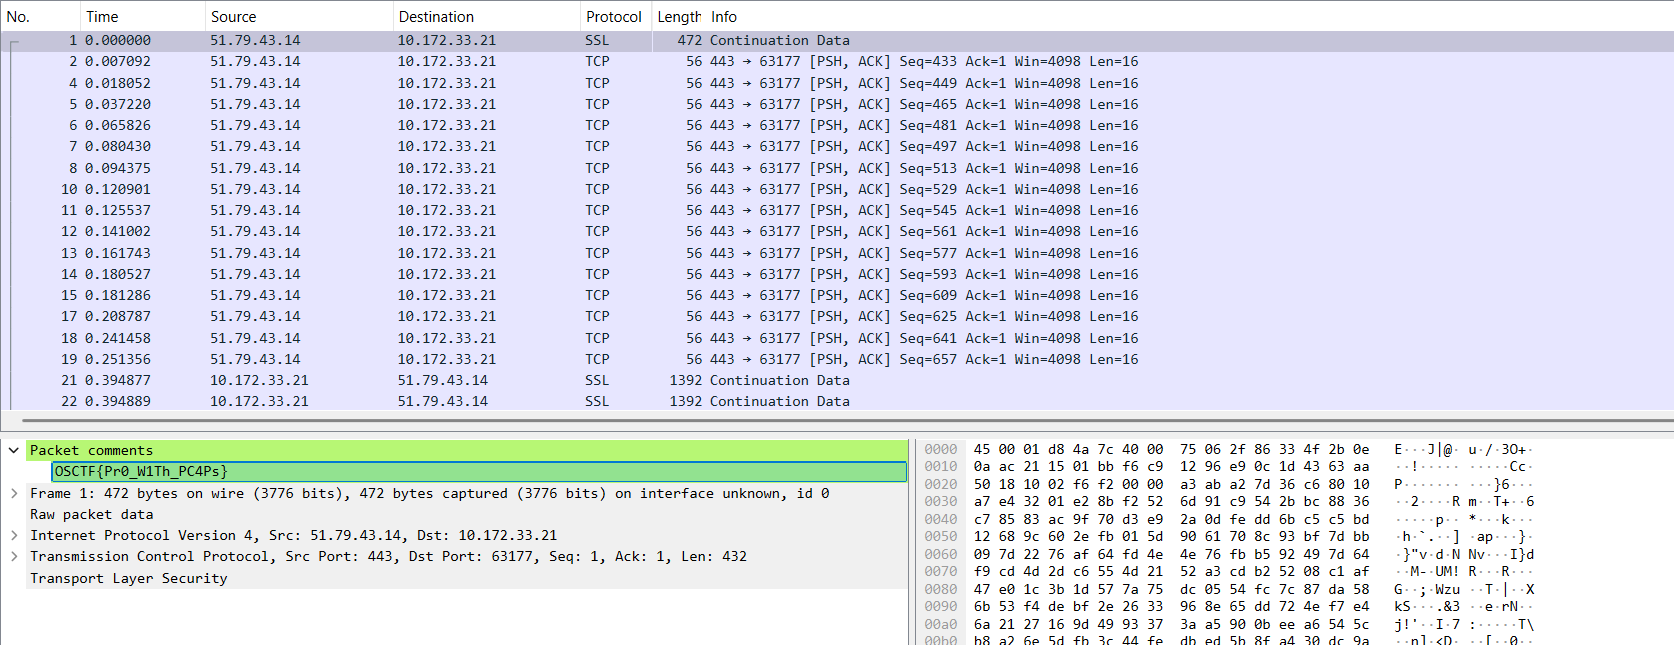 No. Time Source Destination Protocol Length Info
1 0.000000 51.79.43.14 10.172.33.21 SSL 472 Continuation Data
2 0.007092 51.79.43.14 10.172.33.21 TCP 56 443 → 63177 [PSH, ACK] Seq=433 Ack=1 Win=4098 Len=16
4 0.018052 51.79.43.14 10.172.33.21 TCP 56 443 → 63177 [PSH, ACK] Seq=449 Ack=1 Win=4098 Len=16
5 0.037220 51.79.43.14 10.172.33.21 TCP 56 443 → 63177 [PSH, ACK] Seq=465 Ack=1 Win=4098 Len=16
6 0.065826 51.79.43.14 10.172.33.21 TCP 56 443 → 63177 [PSH, ACK] Seq=481 Ack=1 Win=4098 Len=16
7 0.080430 51.79.43.14 10.172.33.21 TCP 56 443 → 63177 [PSH, ACK] Seq=497 Ack=1 Win=4098 Len=16
8 0.094375 51.79.43.14 10.172.33.21 TCP 56 443 → 63177 [PSH, ACK] Seq=513 Ack=1 Win=4098 Len=16
10 0.120901 51.79.43.14 10.172.33.21 TCP 56 443 → 63177 [PSH, ACK] Seq=529 Ack=1 Win=4098 Len=16
11 0.125537 51.79.43.14 10.172.33.21 TCP 56 443 → 63177 [PSH, ACK] Seq=545 Ack=1 Win=4098 Len=16
12 0.141002 51.79.43.14 10.172.33.21 TCP 56 443 → 63177 [PSH, ACK] Seq=561 Ack=1 Win=4098 Len=16
13 0.161743 51.79.43.14 10.172.33.21 TCP 56 443 → 63177 [PSH, ACK] Seq=577 Ack=1 Win=4098 Len=16
14 0.180527 51.79.43.14 10.172.33.21 TCP 56 443 → 63177 [PSH, ACK] Seq=593 Ack=1 Win=4098 Len=16
15 0.181286 51.79.43.14 10.172.33.21 TCP 56 443 → 63177 [PSH, ACK] Seq=609 Ack=1 Win=4098 Len=16
17 0.208787 51.79.43.14 10.172.33.21 TCP 56 443 → 63177 [PSH, ACK] Seq=625 Ack=1 Win=4098 Len=16
18 0.241458 51.79.43.14 10.172.33.21 TCP 56 443 → 63177 [PSH, ACK] Seq=641 Ack=1 Win=4098 Len=16
19 0.251356 51.79.43.14 10.172.33.21 TCP 56 443 → 63177 [PSH, ACK] Seq=657 Ack=1 Win=4098 Len=16
21 0.394877 10.172.33.21 51.79.43.14 SSL 1392 Continuation Data
22 0.394889 10.172.33.21 51.79.43.14 SSL 1392 Continuation Data
Packet comments
OSCTF{Pr0_W1Th_PC4Ps}
Frame 1: 472 bytes on wire (3776 bits), 472 bytes captured (3776 bits) on interface unknown, id 0
Raw packet data
Internet Protocol Version 4, Src: 51.79.43.14, Dst: 10.172.33.21
Transmission Control Protocol, Src Port: 443, Dst Port: 63177, Seq: 1, Ack: 1, Len: 432
Transport Layer Security
0000 45 00 01 d8 4a 7c 40 00 75 06 2f 86 33 4f 2b 0e E···J|@· u·/·3O+·
0010 0a ac 21 15 01 bb f6 c9 12 96 e9 0c 1d 43 63 aa ··!····· ·····Cc·
0020 50 18 10 02 f6 f2 00 00 a3 ab a2 7d 36 c6 80 10 P······· ···}6···
0030 a7 e4 32 01 e2 8b f2 52 6d 91 c9 54 2b bc 88 36 ··2····R m··T+··6
0040 c7 85 83 ac 9f 70 d3 e9 2a 0d fe dd 6b c5 c5 bd ·····p·· *···k···
0050 12 68 9c 60 2e fb 01 5d 90 61 70 8c 93 bf 7d bb ·h·`.··] ·ap···}·
0060 09 7d 22 76 af 64 fd 4e 4e 76 fb b5 92 49 7d 64 ·}"v·d·N Nv···I}d
0070 f9 cd 4d 2d c6 55 4d 21 52 a3 cd b2 52 08 c1 af ··M-·UM! R···R···
0080 47 e0 1c 3b 1d 57 7a 75 dc 05 54 fc 7c 87 da 58 G··;·Wzu ··T·|··X
0090 6b 53 f4 de bf 2e 26 33 96 8e 65 dd 72 4e f7 e4 kS···.&3 ··e·rN··
00a0 6a 21 27 16 9d 49 93 37 3a a5 90 0b ee a6 54 5c j!'··I·7 :·····T\
00b0 b8 a2 6e 5d fb 3c 44 fe db ed 5b 8f a4 30 dc 9a ··n]·<D· ··[··0··